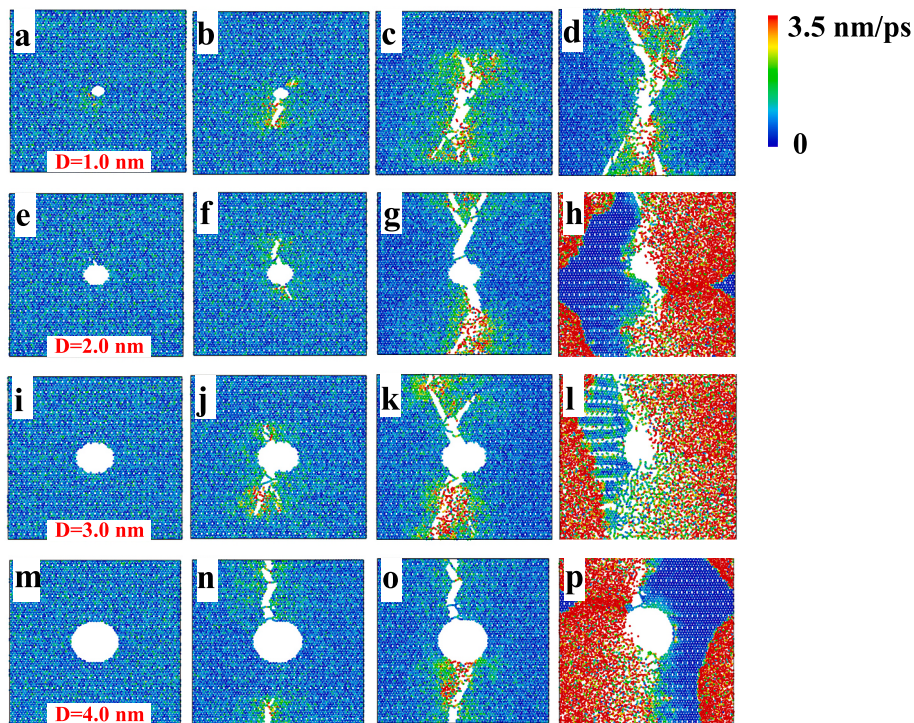 a b c d 3.5 nm/ps
0
D=1.0 nm
e f g h
D=2.0 nm
i j k l
D=3.0 nm
m n o p
D=4.0 nm